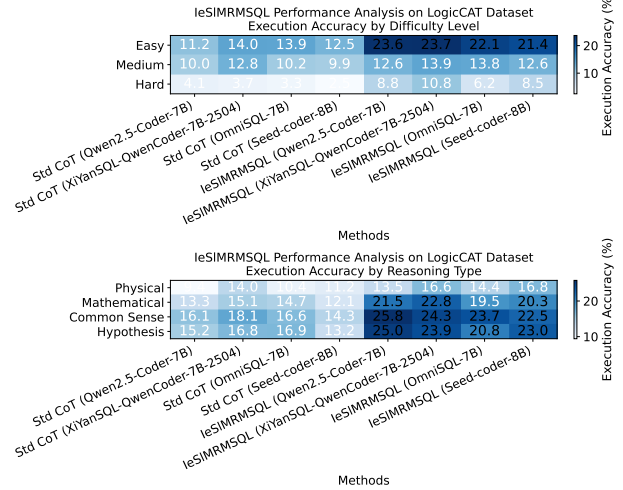 IeSIMRMSQL Performance Analysis on LogicCAT Dataset
Execution Accuracy by Difficulty Level
Easy 11.2 14.0 13.9 12.5 23.6 23.7 22.1 21.4
Medium 10.0 12.8 10.2 9.9 12.6 13.9 13.8 12.6
Hard 4.1 3.7 3.3 8.8 10.8 6.2 8.5
20
10
Execution Accuracy (%)
Std CoT (Qwen2.5-Coder-7B)
Std CoT (XiYanSQL-QwenCoder-7B-2504)
Std CoT (OmniSQL-7B)
Std CoT (Seed-coder-8B)
IeSIMRMSQL (Qwen2.5-Coder-7B)
IeSIMRMSQL (XiYanSQL-QwenCoder-7B-2504)
IeSIMRMSQL (OmniSQL-7B)
IeSIMRMSQL (Seed-coder-8B)
Methods
IeSIMRMSQL Performance Analysis on LogicCAT Dataset
Execution Accuracy by Reasoning Type
Physical 14.0 10.4 11.2 13.5 16.6 14.4 16.8
Mathematical 13.3 15.1 14.7 12.1 21.5 22.8 19.5 20.3
Common Sense 16.1 18.1 16.6 14.3 25.8 24.3 23.7 22.5
Hypothesis 15.2 16.8 16.9 13.2 25.0 23.9 20.8 23.0
20
10
Execution Accuracy (%)
Std CoT (Qwen2.5-Coder-7B)
Std CoT (XiYanSQL-QwenCoder-7B-2504)
Std CoT (OmniSQL-7B)
Std CoT (Seed-coder-8B)
IeSIMRMSQL (Qwen2.5-Coder-7B)
IeSIMRMSQL (XiYanSQL-QwenCoder-7B-2504)
IeSIMRMSQL (OmniSQL-7B)
IeSIMRMSQL (Seed-coder-8B)
Methods